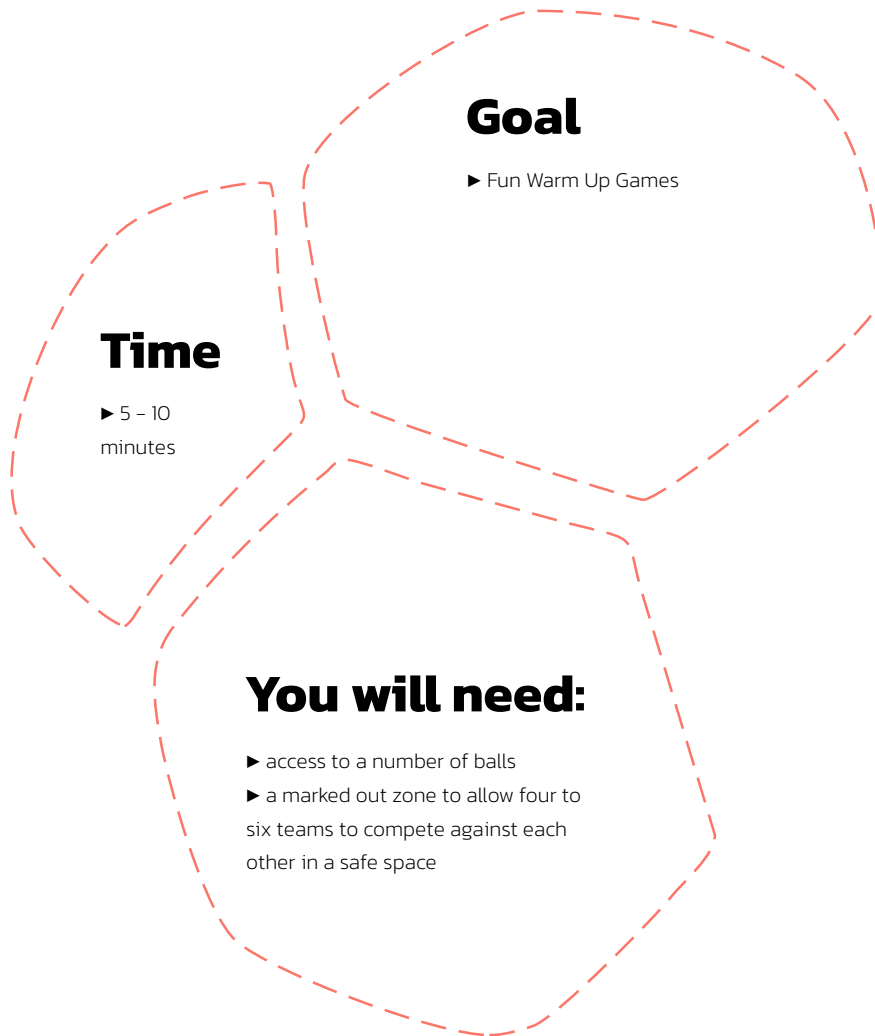 Goal
► Fun Warm Up Games
Time
► 5 - 10
minutes
You will need:
► access to a number of balls
► a marked out zone to allow four to
six teams to compete against each
other in a safe space